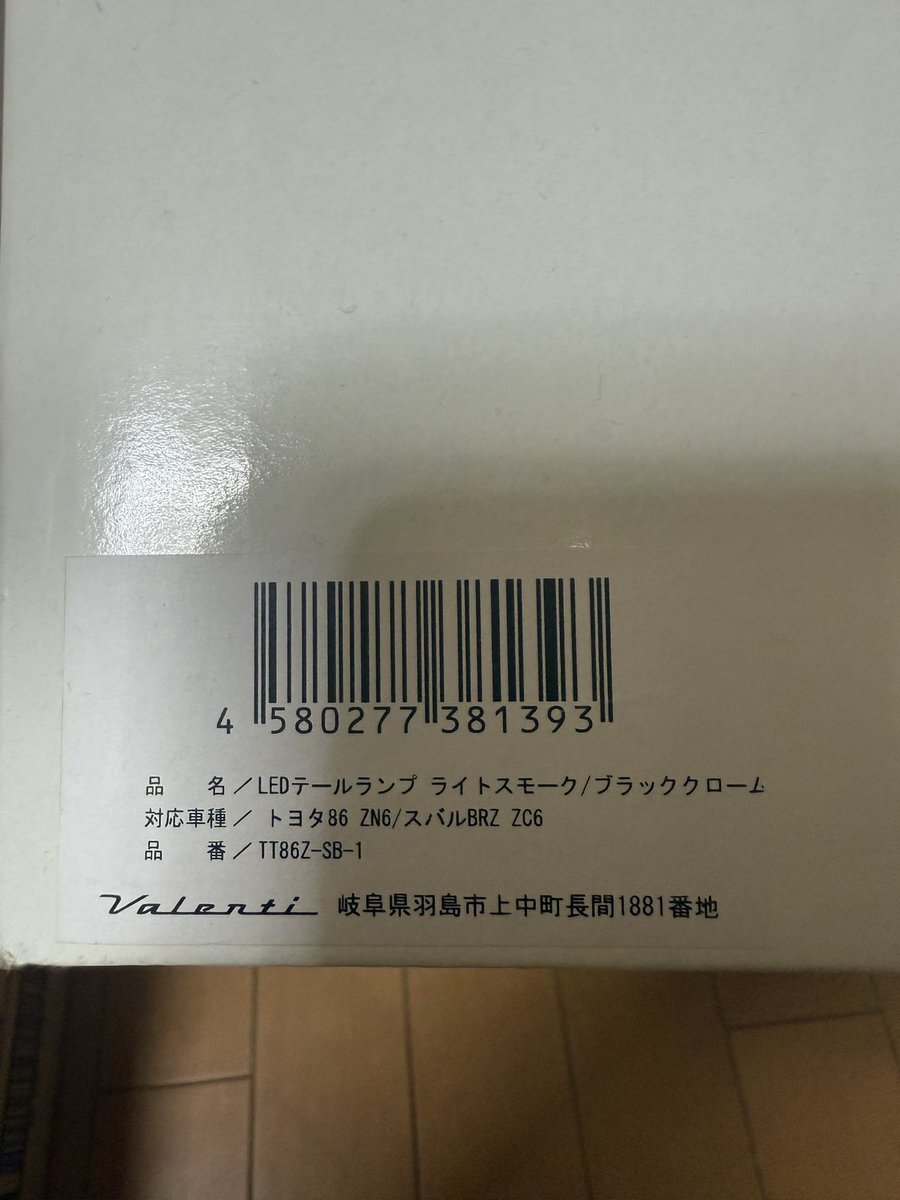 4 580277 381393
品　名／LEDテールランプ ライトスモーク/ブラッククローム
対応車種／ トヨタ86 ZN6/スバルBRZ ZC6
品　番／TT86Z-SB-1
Valenti 岐阜県羽島市上中町長間1881番地